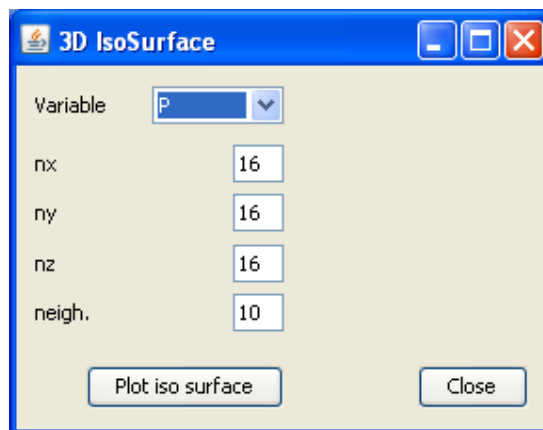 3D IsoSurface
Variable P
nx 16
ny 16
nz 16
neigh. 10
Plot iso surface Close